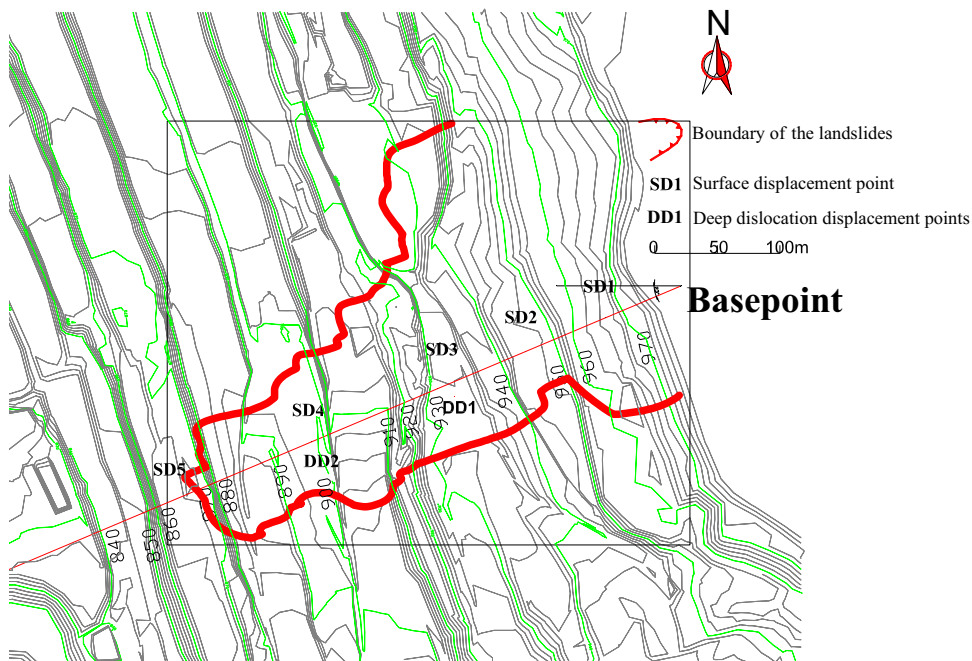 N
Boundary of the landslides
SD1 Surface displacement point
DD1 Deep dislocation displacement points
0 50 100m
SD1
Basepoint
SD2
SD3
970
960
950
940
DD1
930
920
910
SD4
DD2
SD5
900
890
880
860
850
840